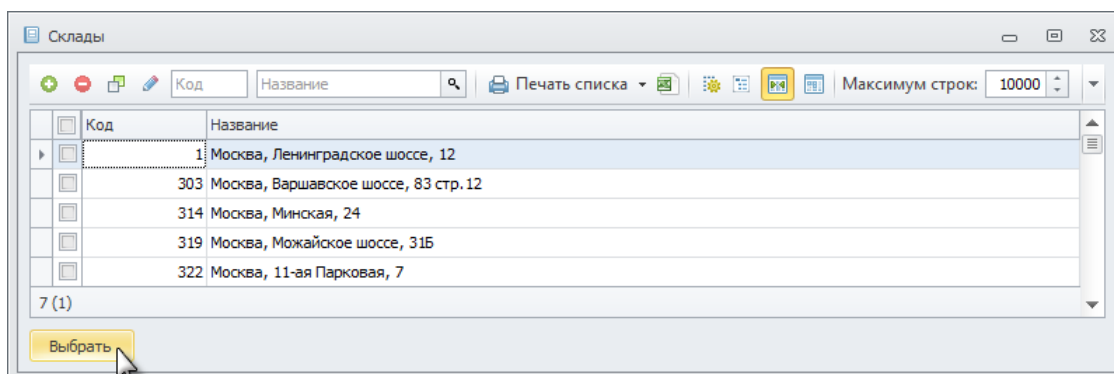 Склады
Код Название Печать списка Максимум строк: 10000
Код Название
1 Москва, Ленинградское шоссе, 12
303 Москва, Варшавское шоссе, 83 стр.12
314 Москва, Минская, 24
319 Москва, Можайское шоссе, 31Б
322 Москва, 11-ая Парковая, 7
7 (1)
Выбрать